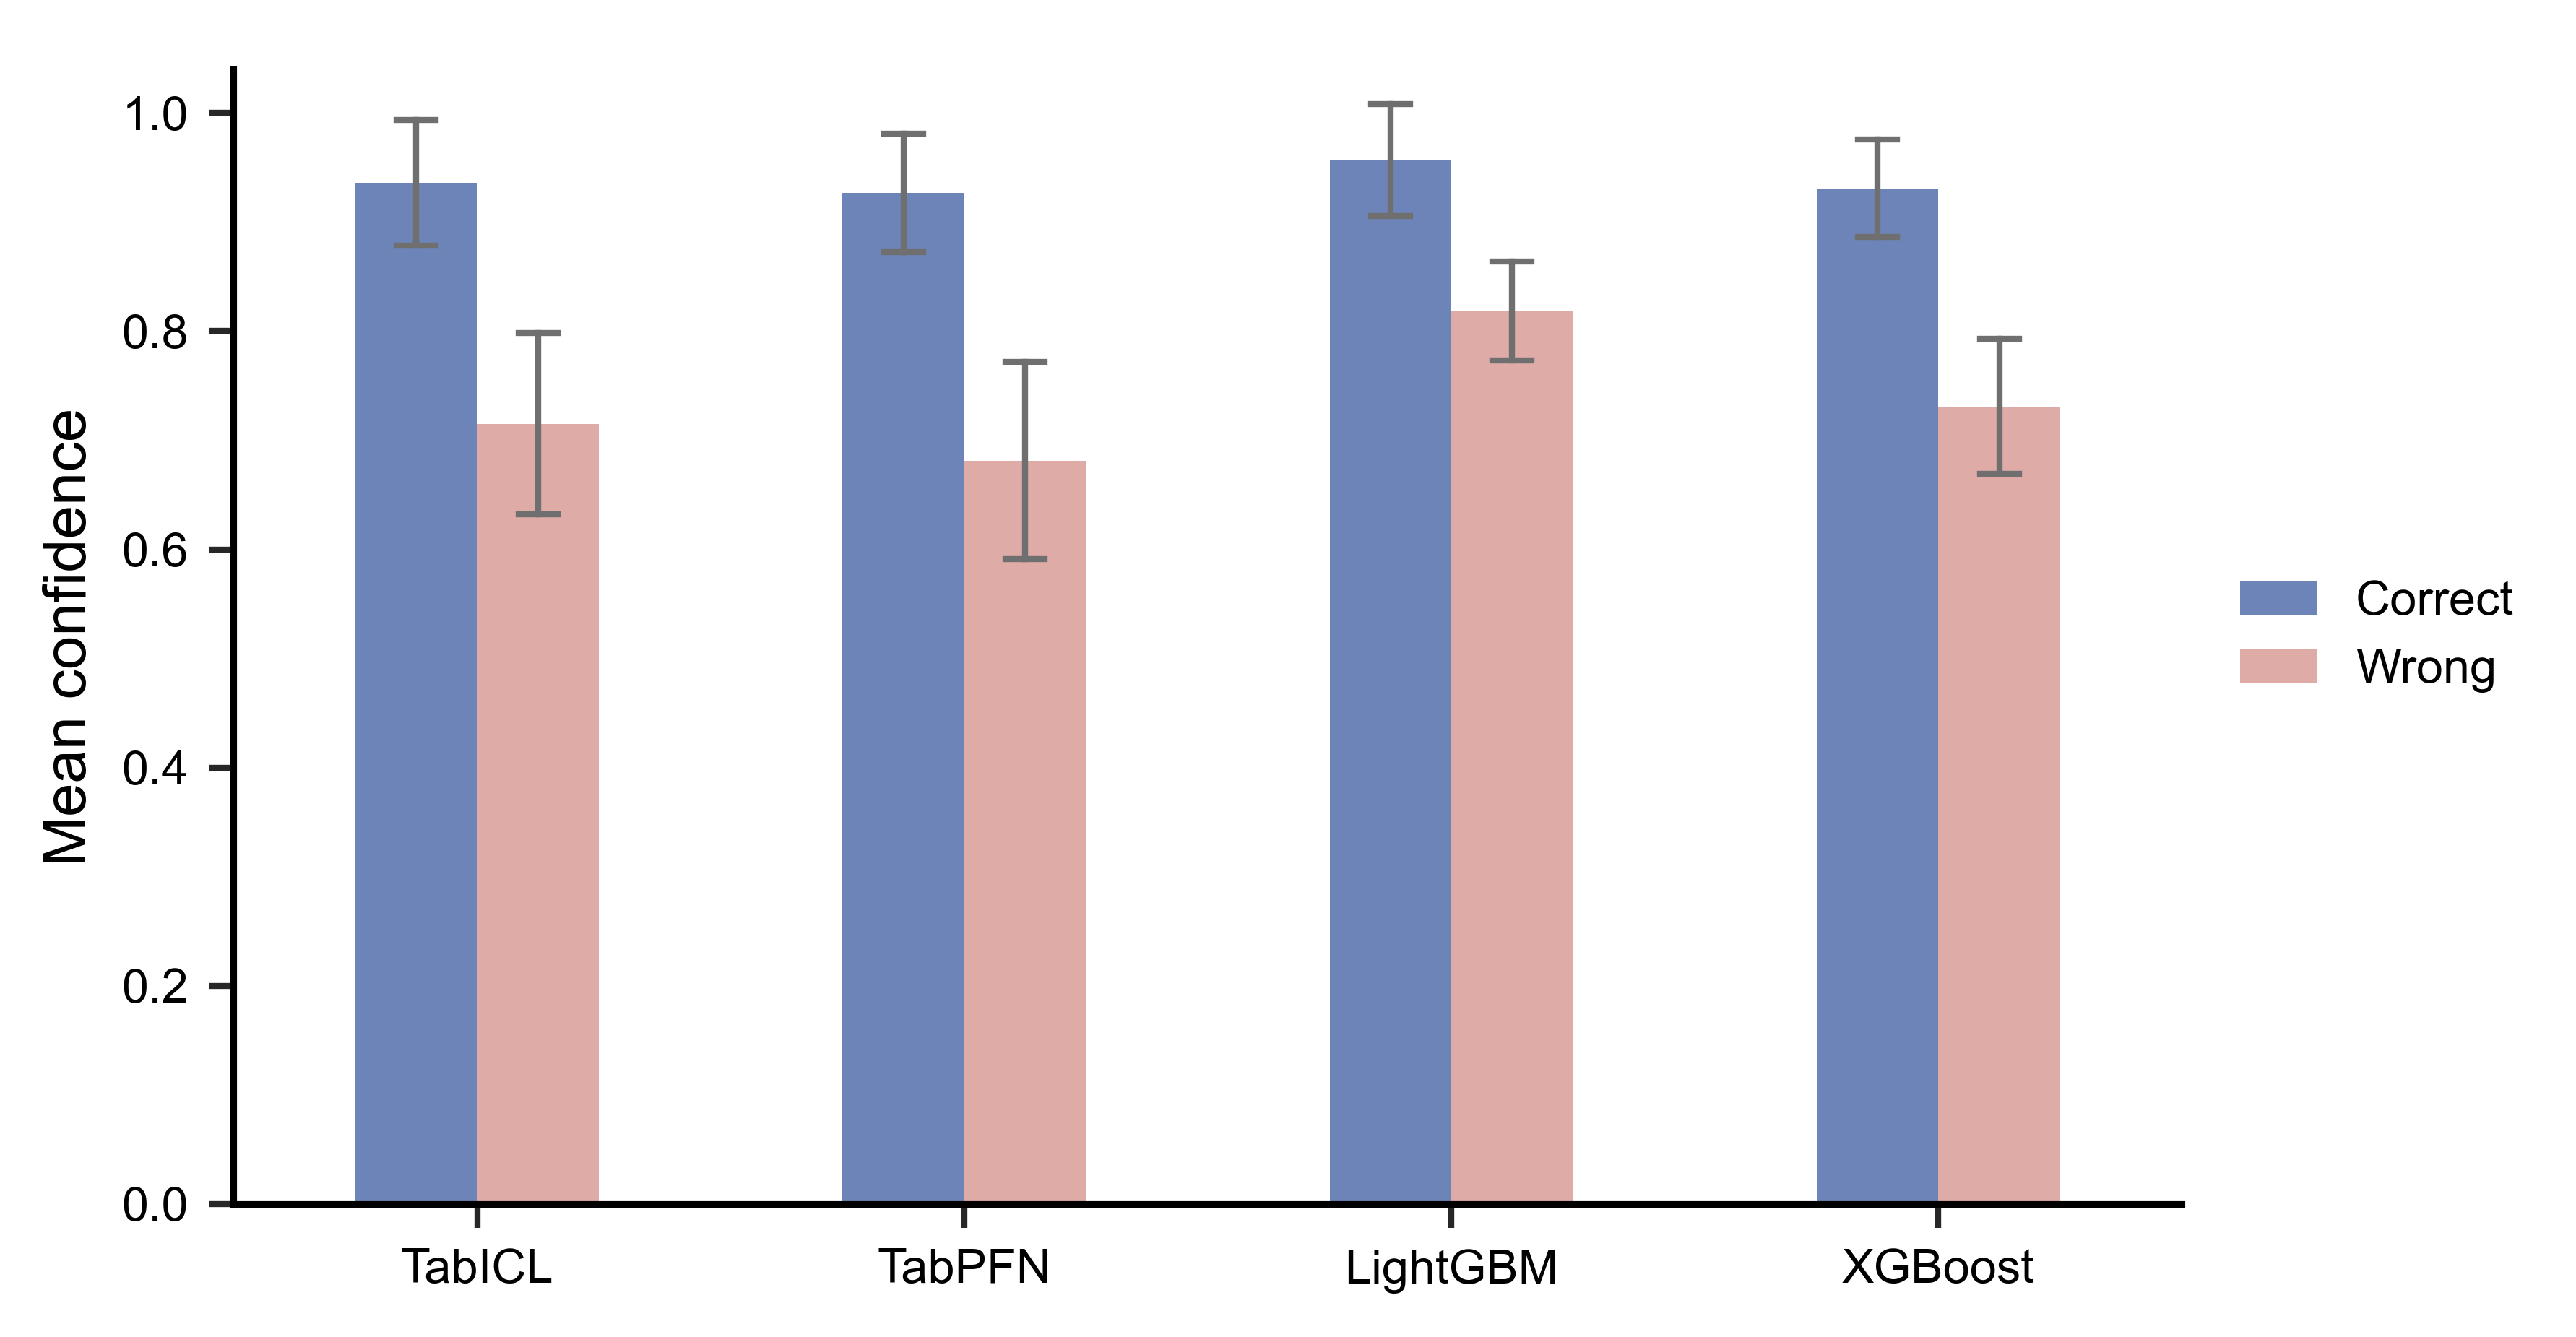 Mean confidence
1.0
0.8
0.6
0.4
0.2
0.0
TabICL
TabPFN
LightGBM
XGBoost
Correct
Wrong